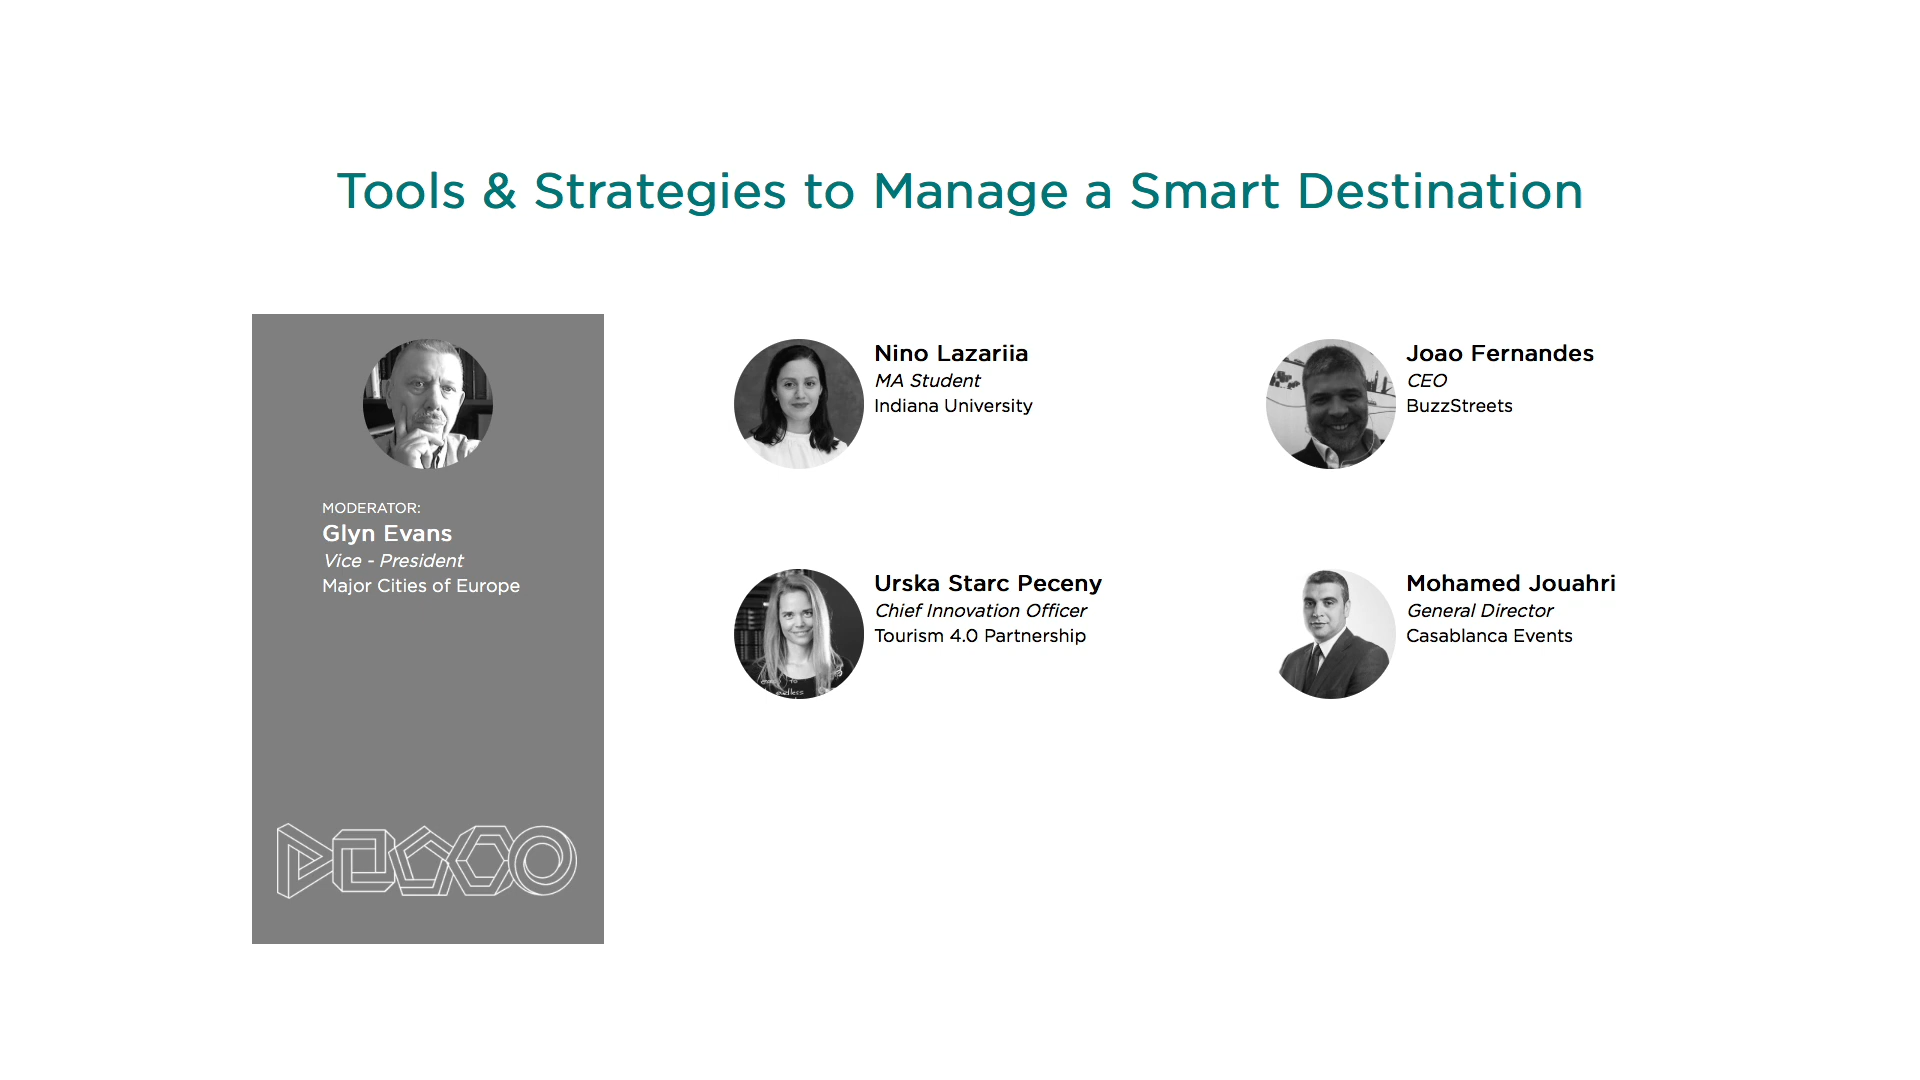 Tools & Strategies to Manage a Smart Destination
MODERATOR:
Glyn Evans
Vice - President
Major Cities of Europe
Nino Lazariia
MA Student
Indiana University
Joao Fernandes
CEO
BuzzStreets
Urska Starc Peceny
Chief Innovation Officer
Tourism 4.0 Partnership
endless
Mohamed Jouahri
General Director
Casablanca Events